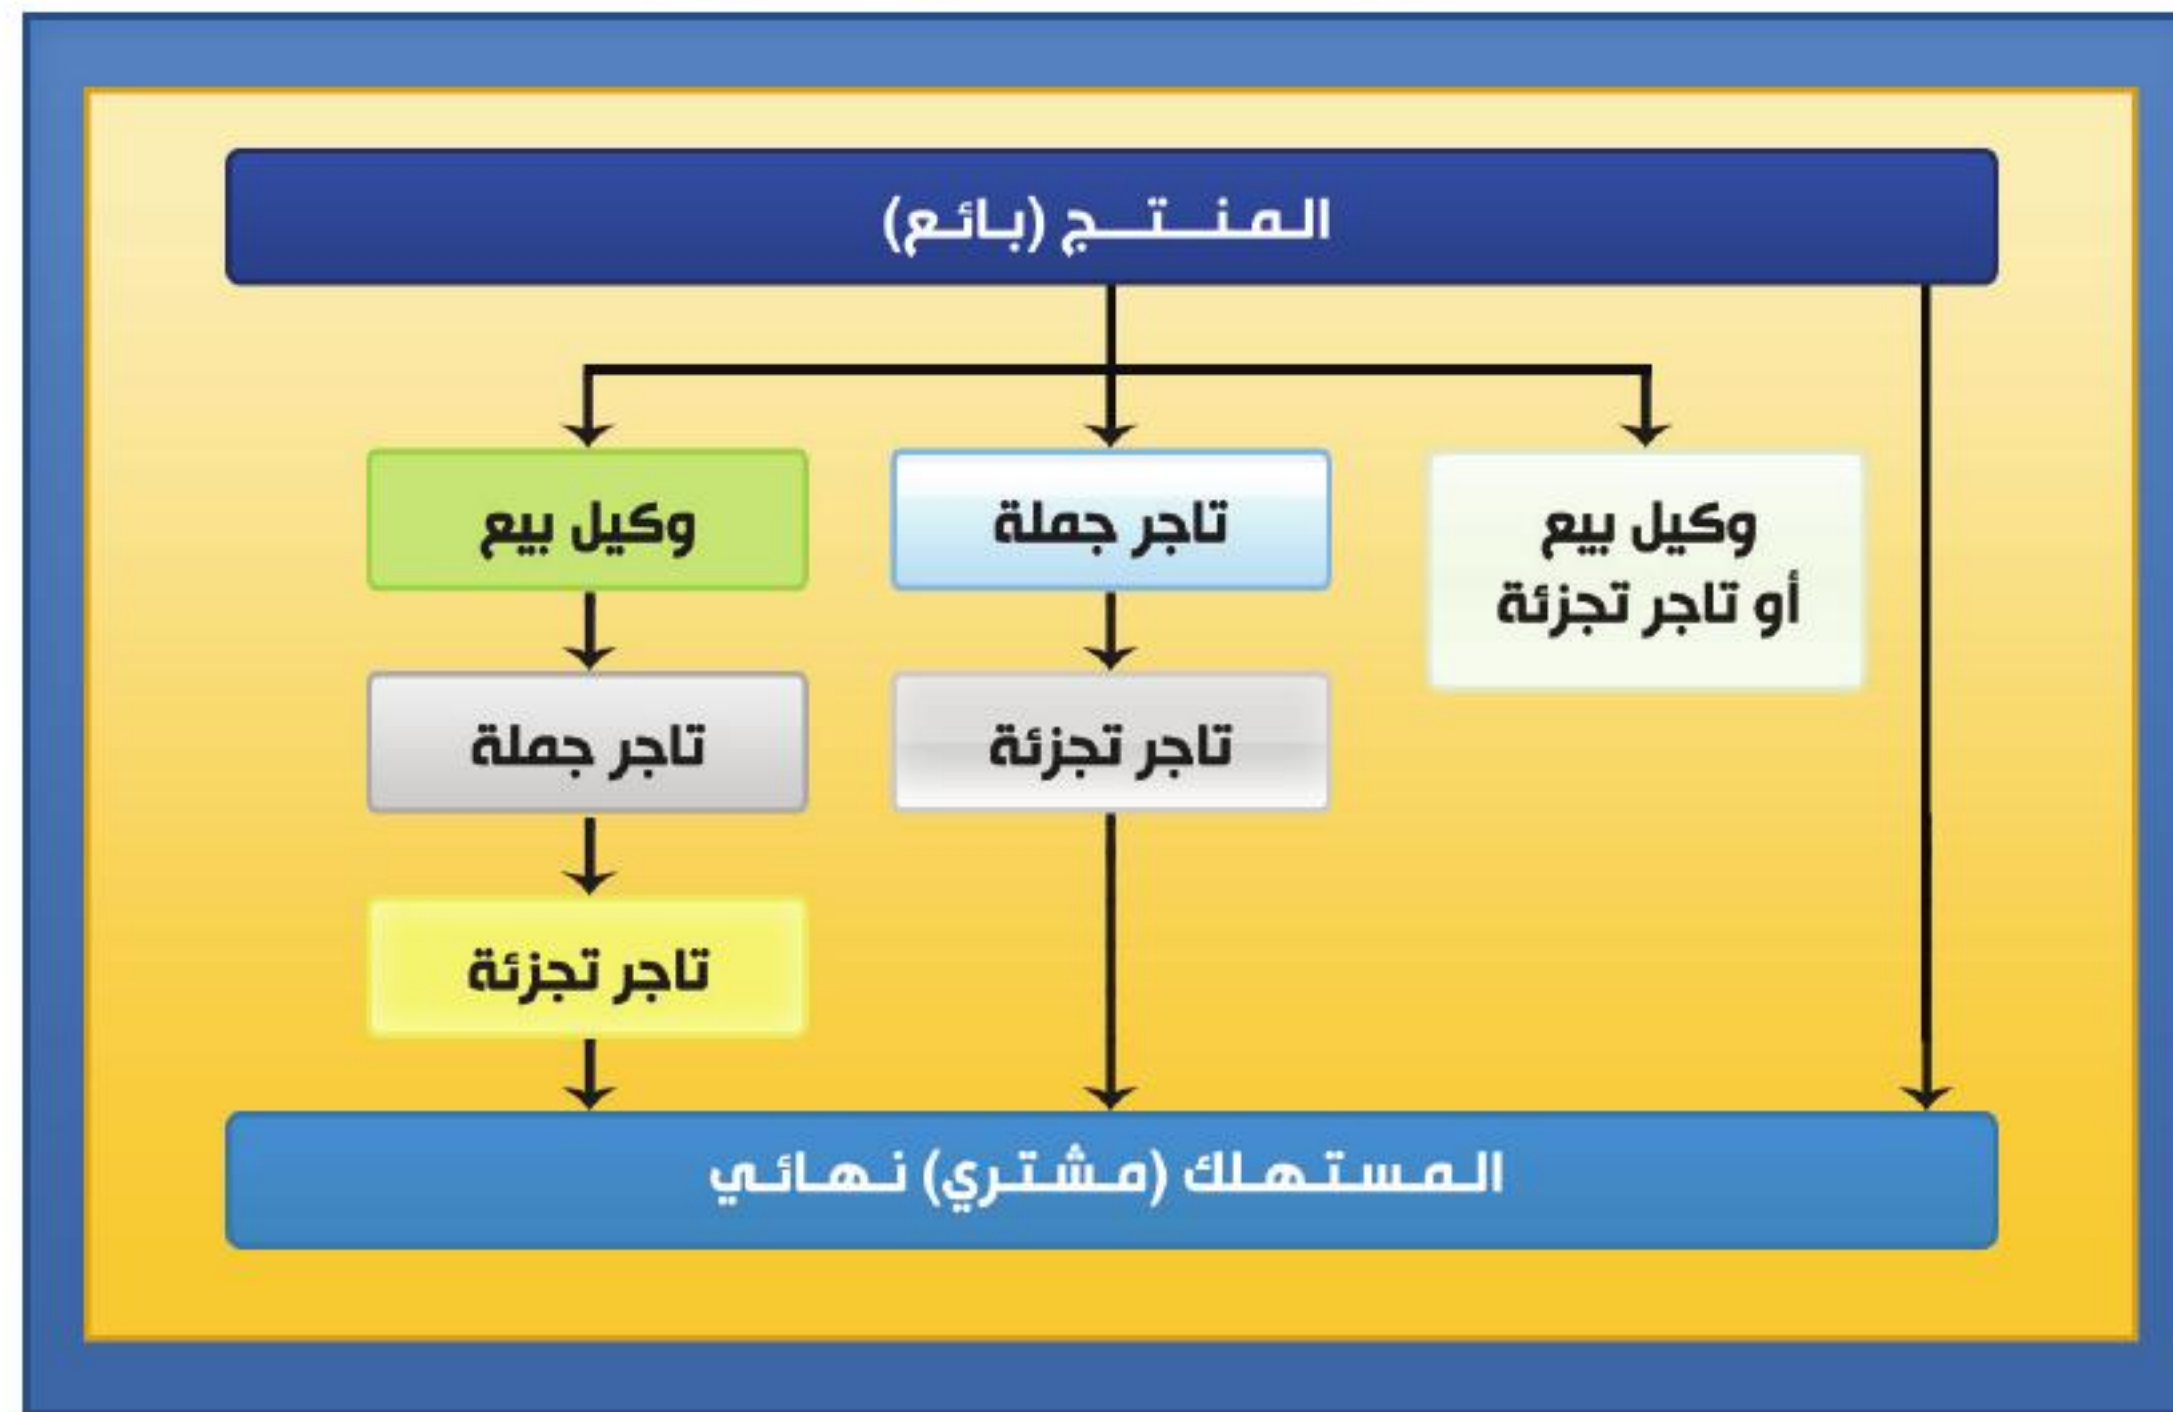 المنتج (بائع)
وكيل بيع
أو تاجر تجزئة
تاجر جملة
وكيل بيع
تاجر تجزئة
تاجر جملة
تاجر تجزئة
المستهلك (مشتري) نهائي